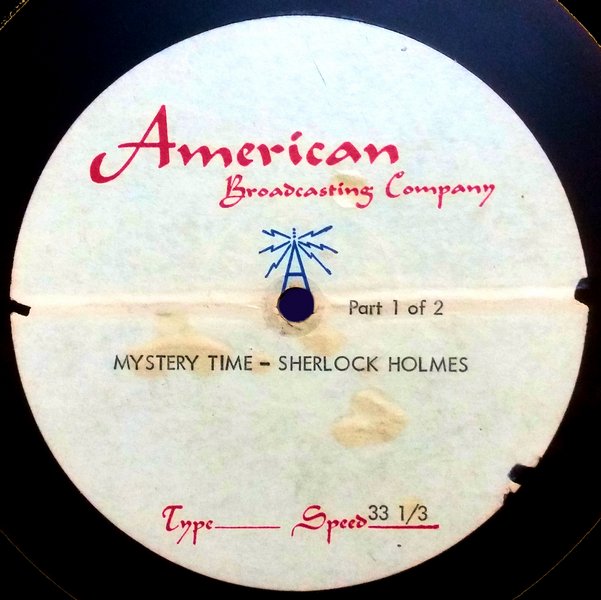 American
Broadcasting Company
Part 1 of 2
MYSTERY TIME - SHERLOCK HOLMES
Type Speed 33 1/3